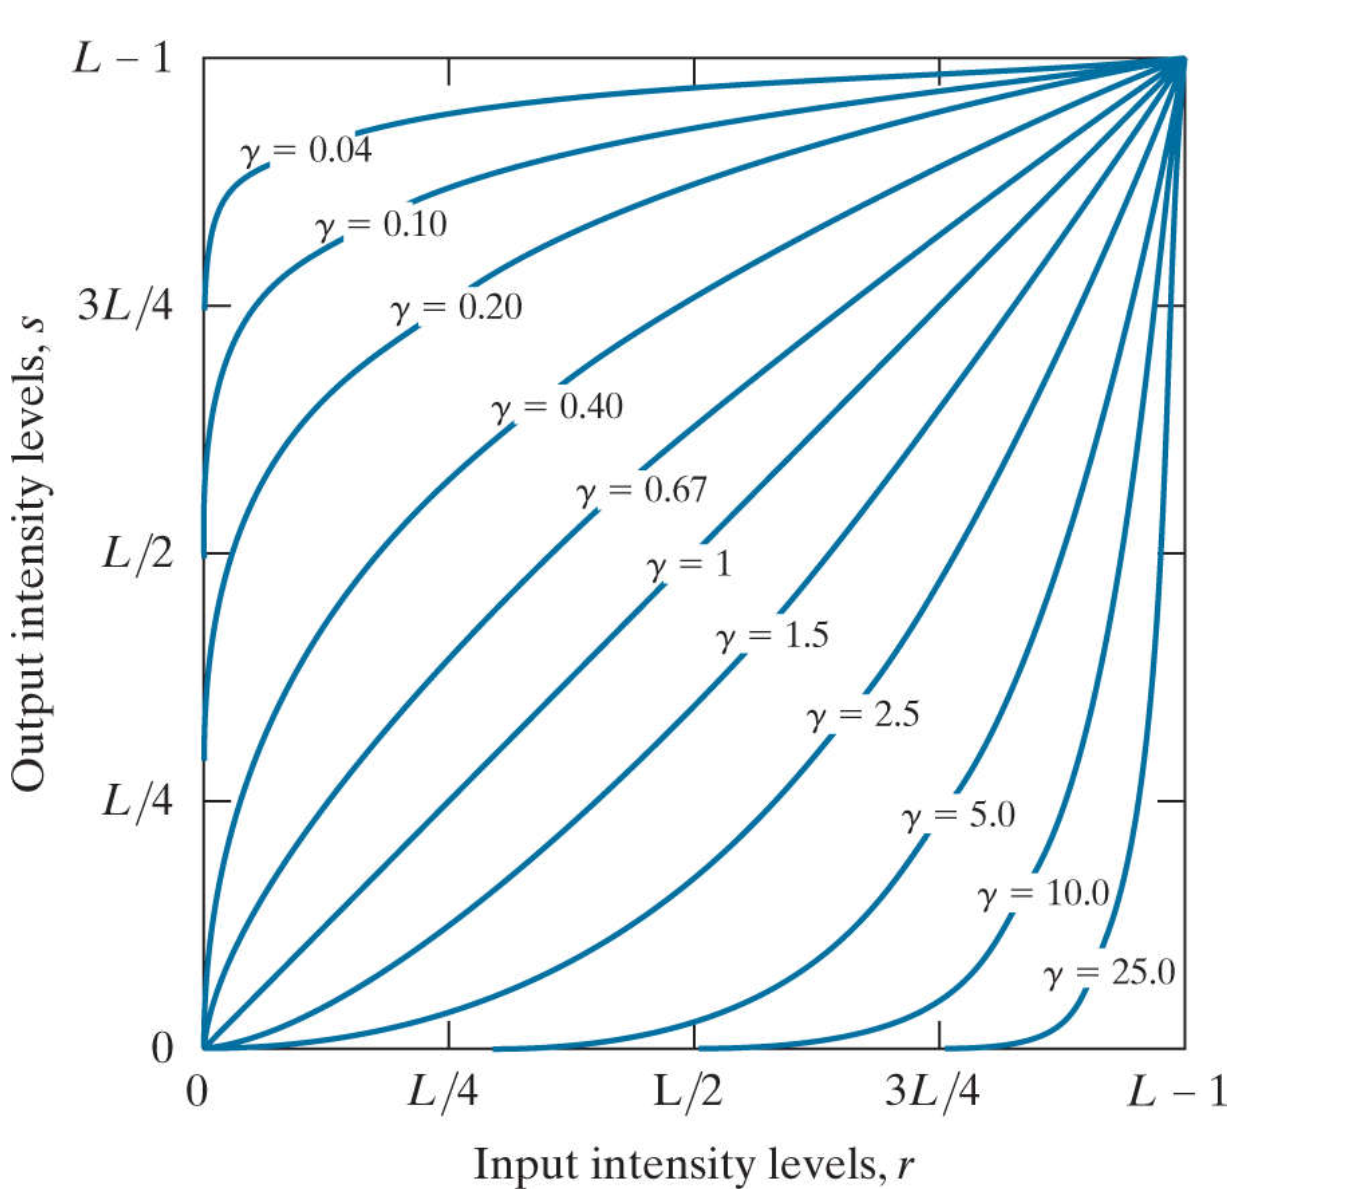 L – 1
γ = 0.04
γ = 0.10
3L/4
γ = 0.20
γ = 0.40
γ = 0.67
L/2
γ = 1
γ = 1.5
γ = 2.5
L/4
γ = 5.0
γ = 10.0
γ = 25.0
0
0
L/4
L/2
3L/4
L – 1
Output intensity levels, s
Input intensity levels, r